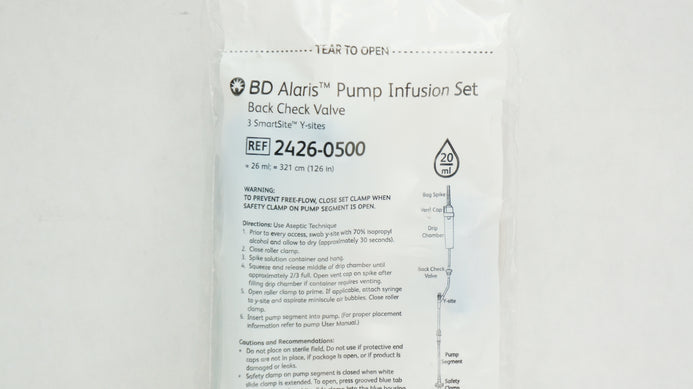 TEAR TO OPEN
BD Alaris™ Pump Infusion Set
Back Check Valve
3 SmartSite™ Y-sites
REF 2426-0500
≈ 26 ml; ≈ 321 cm (126 in)
20
ml
WARNING:
TO PREVENT FREE-FLOW, CLOSE SET CLAMP WHEN
SAFETY CLAMP ON PUMP SEGMENT IS OPEN.
Directions: Use Aseptic Technique
1. Prior to every access, swab y-site with 70% isopropyl
alcohol and allow to dry (approximately 30 seconds).
2. Close roller clamp.
3. Spike solution container and hang.
4. Squeeze and release middle of drip chamber until
approximately 2/3 full. Open vent cap on spike after
filling drip chamber if container requires venting.
5. Open roller clamp to prime. If applicable, attach syringe
to y-site and aspirate miniscule air bubbles. Close roller
clamp.
6. Insert pump segment into pump. (For proper placement
information refer to pump User Manual.)
Cautions and Recommendations:
• Do not place on sterile field. Do not use if protective end
caps are not in place, if package is open, or if product is
damaged or leaks.
• Safety clamp on pump segment is closed when white
slide clamp is extended. To open, press grooved blue tab
Bag Spike
Vent Cap
Drip
Chamber
Back Check
Valve
Y-site
Pump
Segment
Safety
Clamp